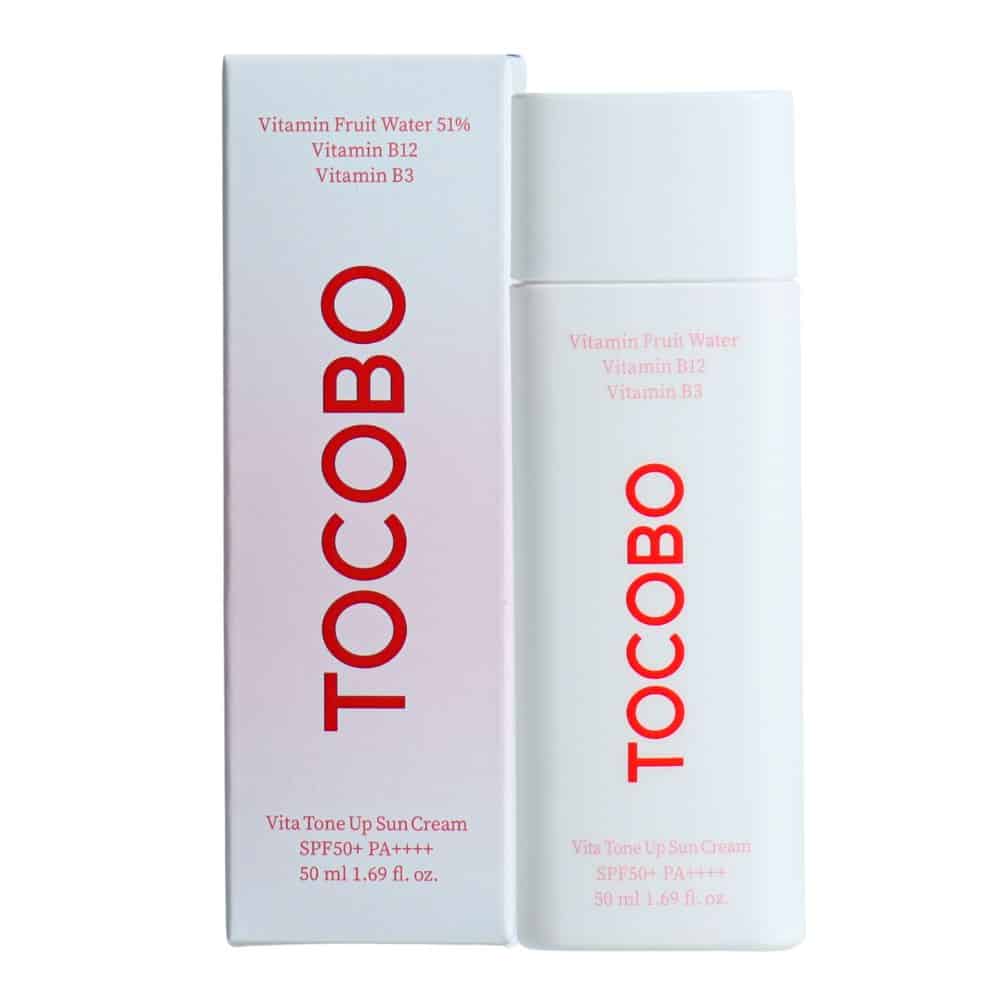 Vitamin Fruit Water 51%
Vitamin B12
Vitamin B3
TOCOBO
Vita Tone Up Sun Cream
SPF50+ PA++++
50 ml 1.69 fl. oz.
Vitamin Fruit Water
Vitamin B12
Vitamin B3
TOCOBO
Vita Tone Up Sun Cream
SPF50+ PA++++
50 ml 1.69 fl. oz.